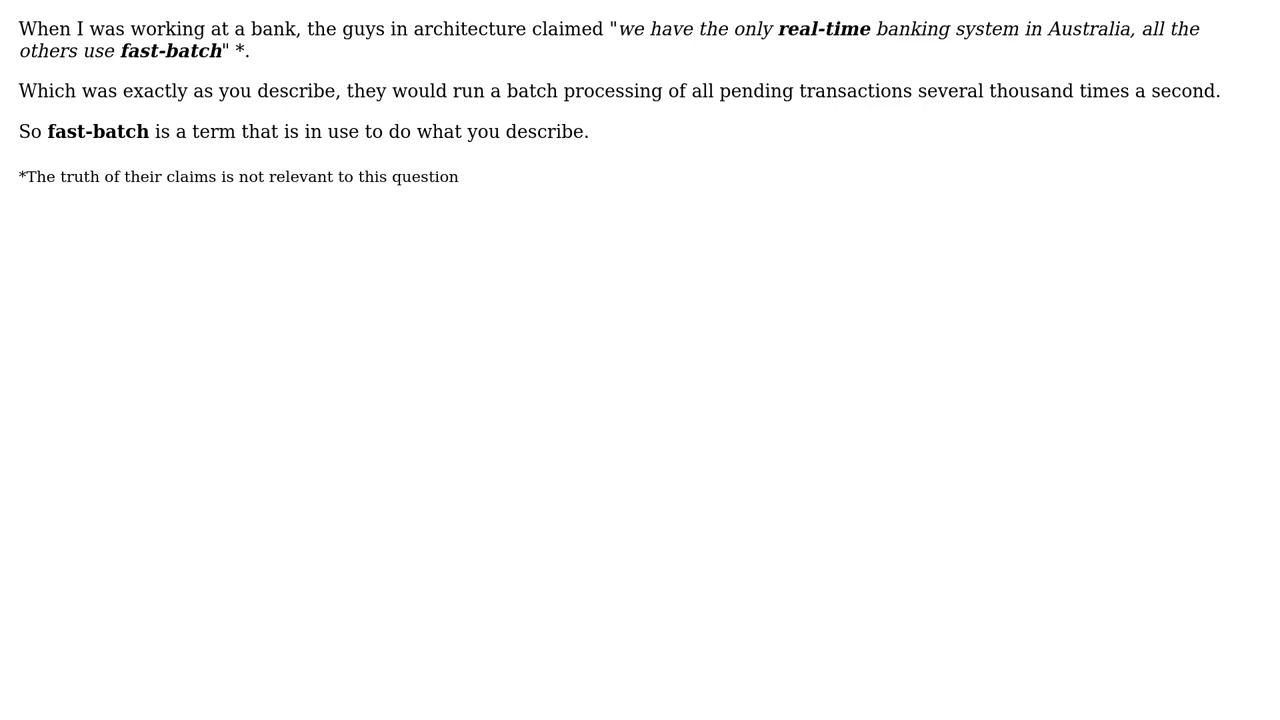 When I was working at a bank, the guys in architecture claimed "we have the only real-time banking system in Australia, all the
others use fast-batch" *.
Which was exactly as you describe, they would run a batch processing of all pending transactions several thousand times a second.
So fast-batch is a term that is in use to do what you describe.
*The truth of their claims is not relevant to this question